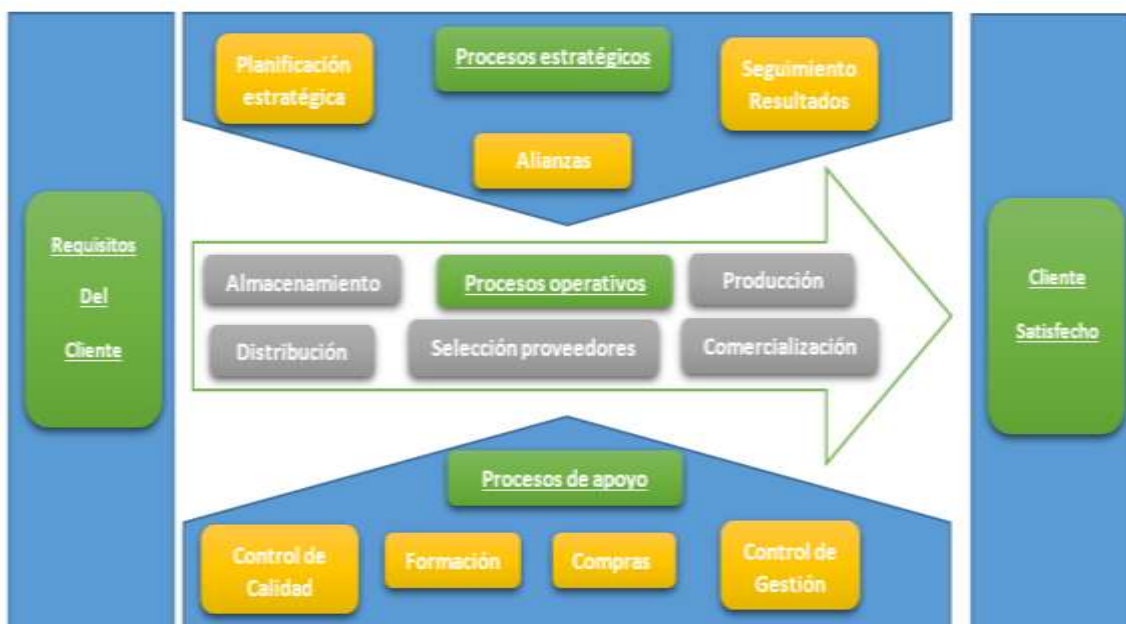 Planificación
estratégica
Procesos estratégicos
Seguimiento
Resultados
Alianzas
Requisitos
Del
Cliente
Almacenamiento
Procesos operativos
Producción
Distribución
Selección proveedores
Comercialización
Cliente
Satisfecho
Procesos de apoyo
Control de
Calidad
Formación
Compras
Control de
Gestión